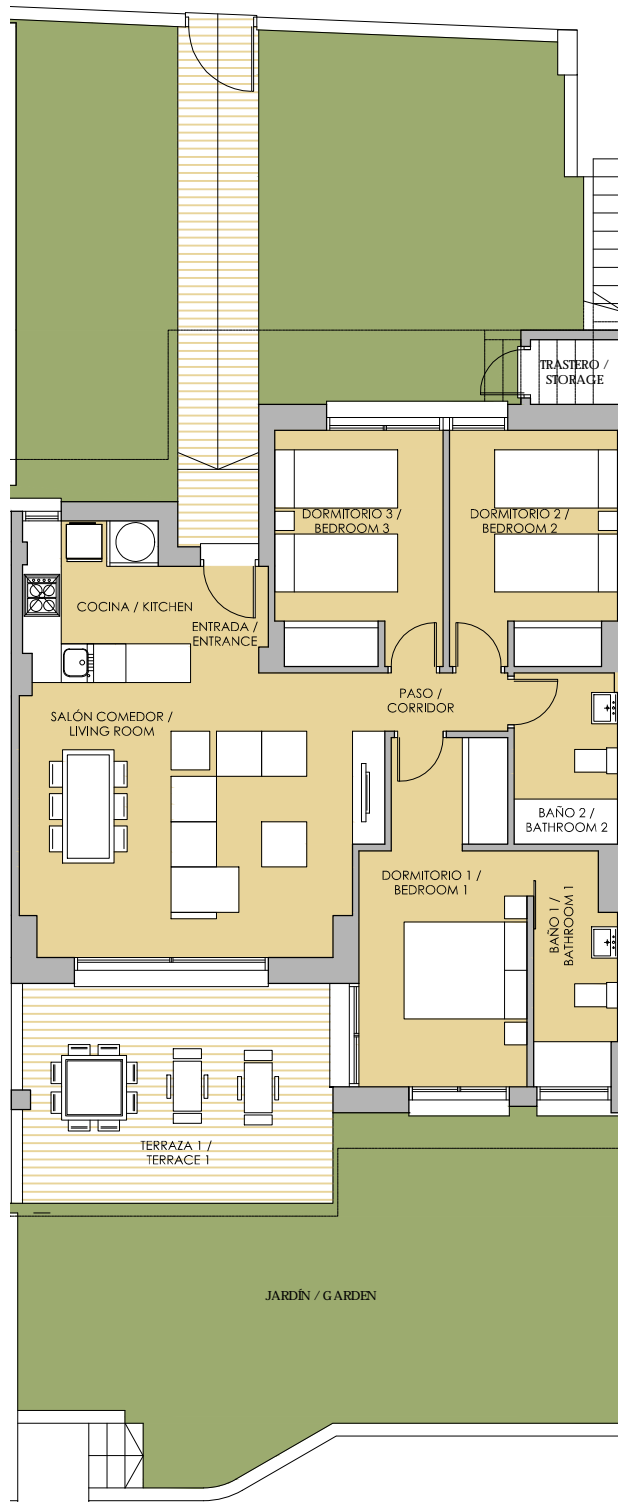 TRASTERO /
STORAGE
DORMITORIO 3 /
BEDROOM 3
DORMITORIO 2 /
BEDROOM 2
COCINA / KITCHEN
ENTRADA /
ENTRANCE
PASO /
CORRIDOR
SALÓN COMEDOR /
LIVING ROOM
BAÑO 2 /
BATHROOM 2
DORMITORIO 1 /
BEDROOM 1
BAÑO 1 /
BATHROOM 1
TERRAZA 1 /
TERRACE 1
JARDÍN / GARDEN